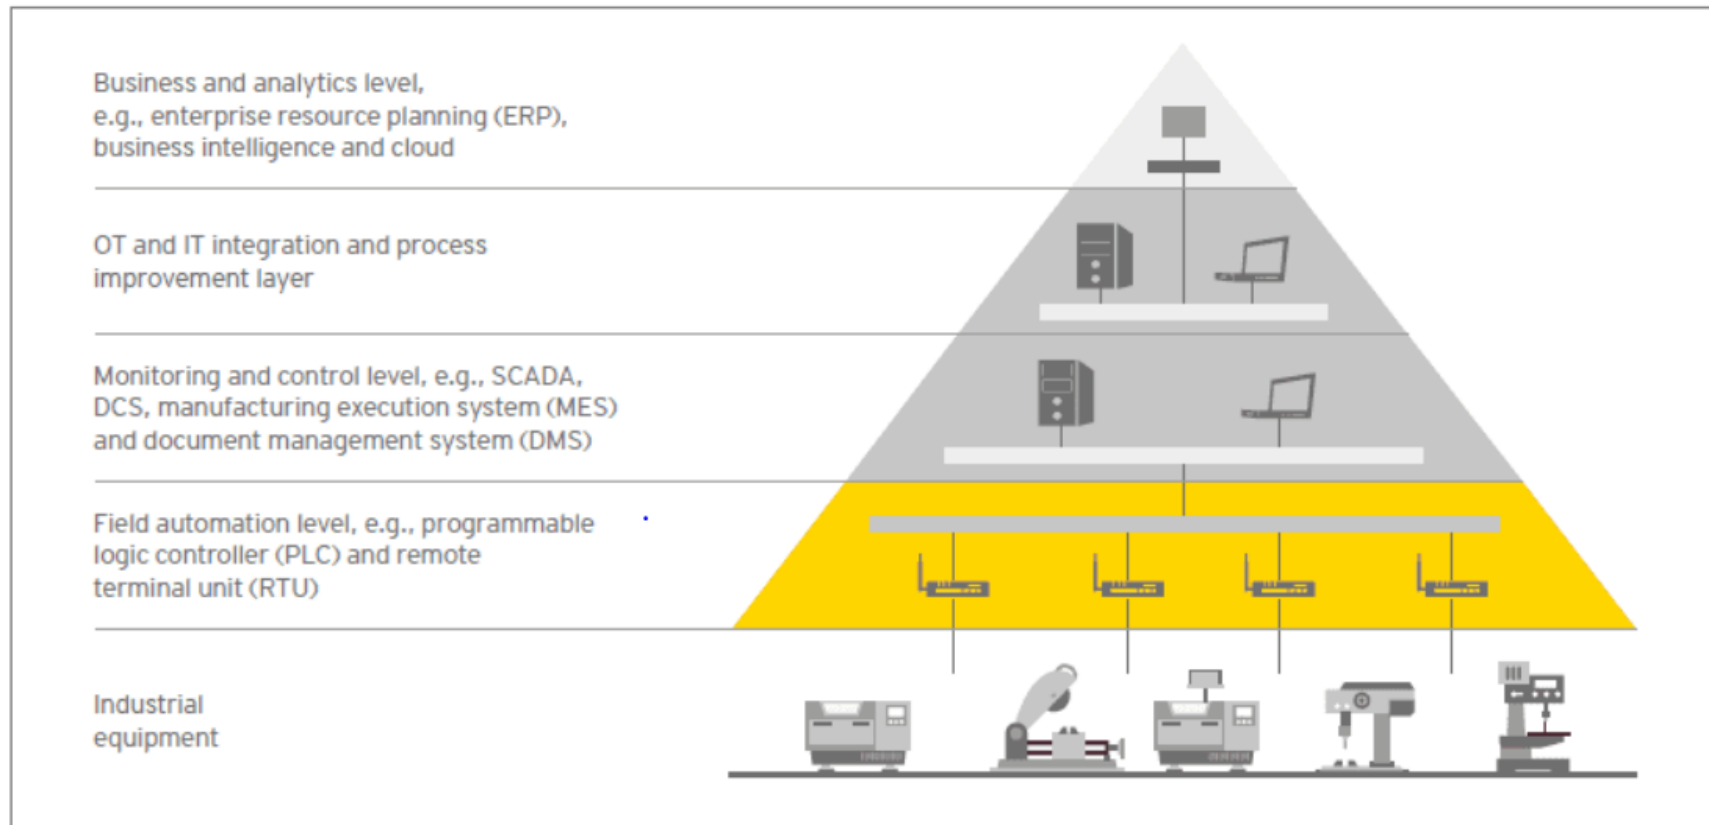 Business and analytics level,
e.g., enterprise resource planning (ERP),
business intelligence and cloud
OT and IT integration and process
improvement layer
Monitoring and control level, e.g., SCADA,
DCS, manufacturing execution system (MES)
and document management system (DMS)
Field automation level, e.g., programmable
logic controller (PLC) and remote
terminal unit (RTU)
Industrial
equipment